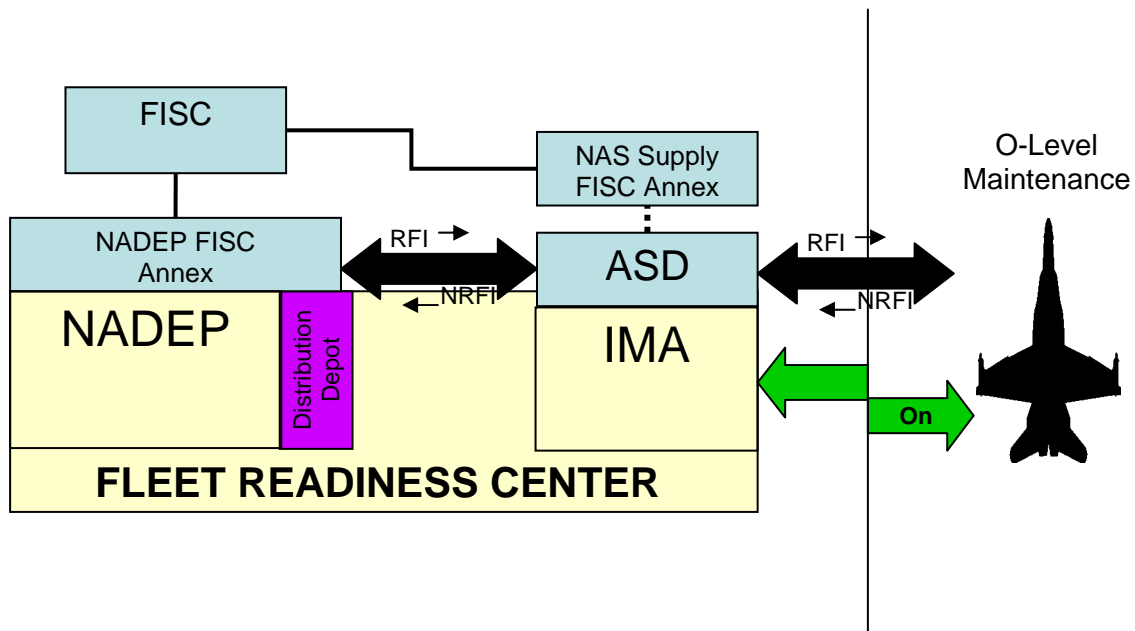 FISC
NAS Supply
FISC Annex
O-Level
Maintenance
NADEP FISC
Annex
RFI
NRFI
ASD
RFI
NRFI
NADEP
Distribution
Depot
IMA
On
FLEET READINESS CENTER